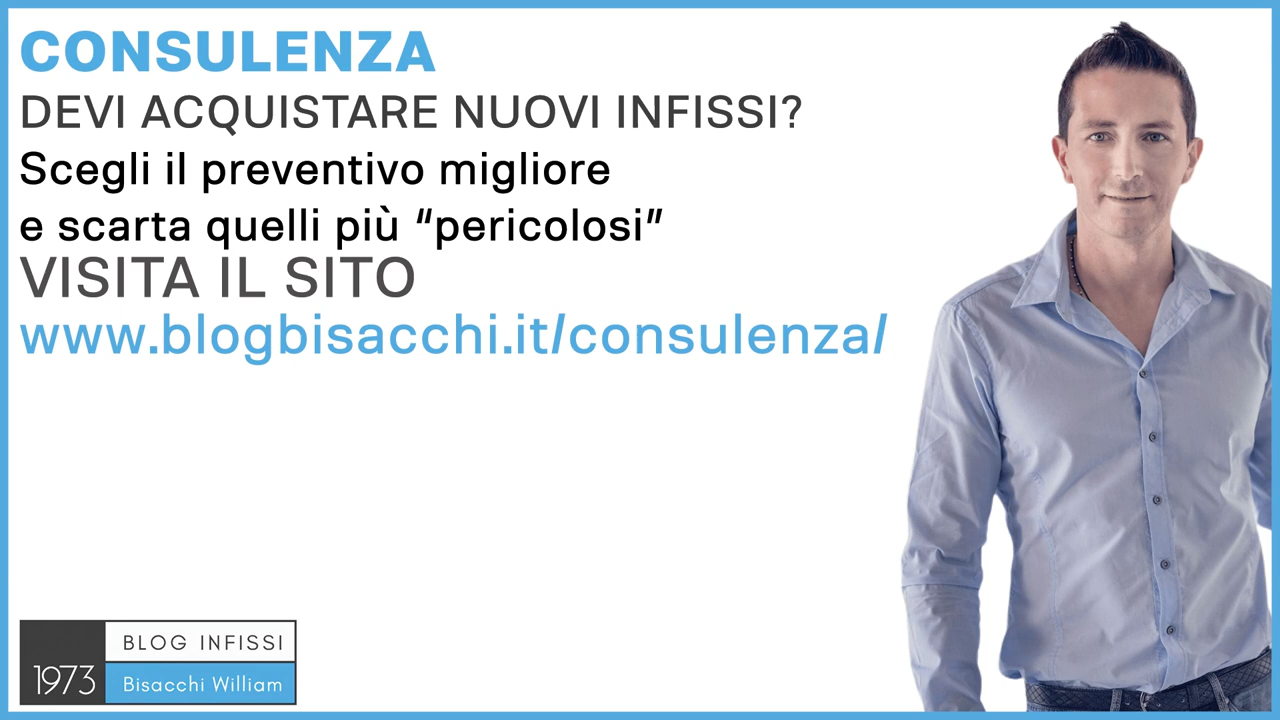 CONSULENZA
DEVI ACQUISTARE NUOVI INFISSI?
Scegli il preventivo migliore
e scarta quelli più “pericolosi”
VISITA IL SITO
www.blogbisacchi.it/consulenza/
BLOG INFISSI
1973
Bisacchi William